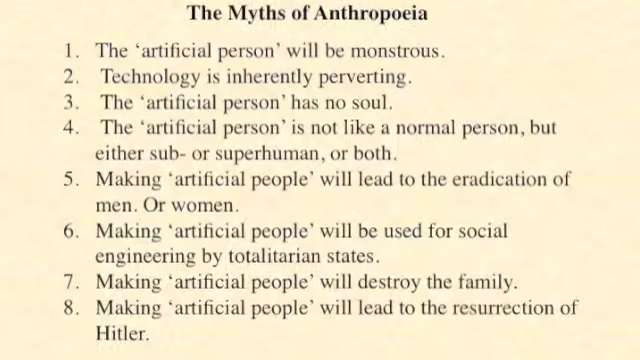 The Myths of Anthropoeia
1. The ‘artificial person’ will be monstrous.
2. Technology is inherently perverting.
3. The ‘artificial person’ has no soul.
4. The ‘artificial person’ is not like a normal person, but
either sub- or superhuman, or both.
5. Making ‘artificial people’ will lead to the eradication of
men. Or women.
6. Making ‘artificial people’ will be used for social
engineering by totalitarian states.
7. Making ‘artificial people’ will destroy the family.
8. Making ‘artificial people’ will lead to the resurrection of
Hitler.